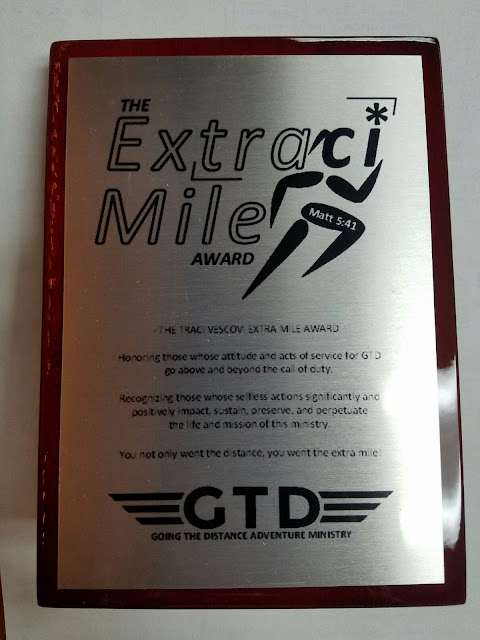 THE
Extraci*
Mile
AWARD
Matt 5:41
THE TRACI VESCOVI EXTRA MILE AWARD
Honoring those whose attitude and acts of service for GTD
go above and beyond the call of duty.
Recognizing those whose selfless actions significantly and
positively impact, sustain, preserve, and perpetuate
the life and mission of this ministry.
You not only went the distance, you went the extra mile!
GTD
GOING THE DISTANCE ADVENTURE MINISTRY